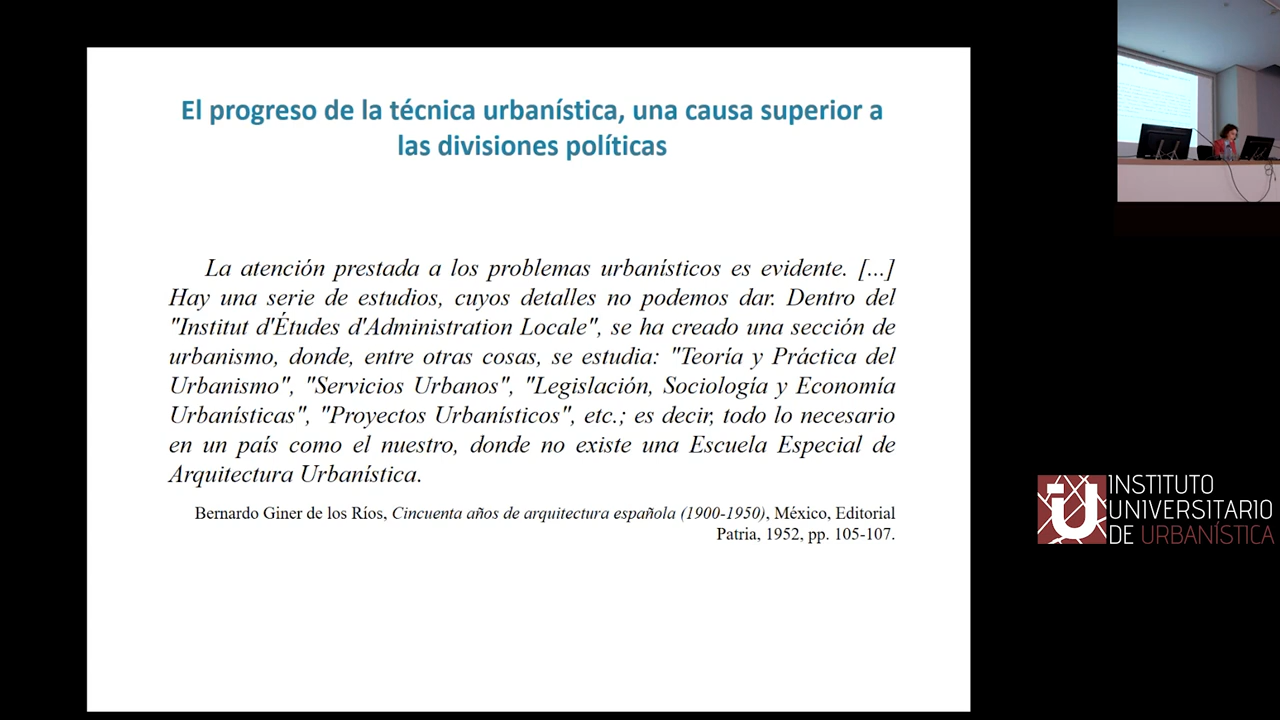 El progreso de la técnica urbanística, una causa superior a
las divisiones políticas
La atención prestada a los problemas urbanísticos es evidente. [...]
Hay una serie de estudios, cuyos detalles no podemos dar. Dentro del
"Institut d'Études d'Administration Locale", se ha creado una sección de
urbanismo, donde, entre otras cosas, se estudia: "Teoría y Práctica del
Urbanismo", "Servicios Urbanos", "Legislación, Sociología y Economía
Urbanísticas", "Proyectos Urbanísticos", etc.; es decir, todo lo necesario
en un país como el nuestro, donde no existe una Escuela Especial de
Arquitectura Urbanística.
Bernardo Giner de los Ríos, Cincuenta años de arquitectura española (1900-1950), México, Editorial
Patria, 1952, pp. 105-107.
INSTITUTO
UNIVERSITARIO
DE URBANÍSTICA